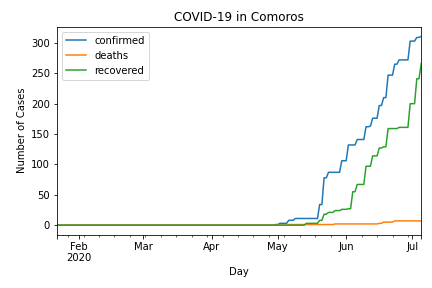 COVID-19 in Comoros
confirmed
deaths
recovered
Number of Cases
300
250
200
150
100
50
0
Feb
2020
Mar
Apr
May
Jun
Jul
Day